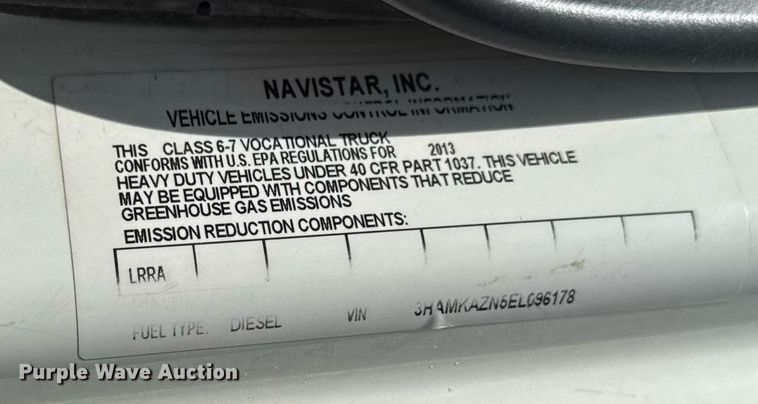 NAVISTAR, INC.
VEHICLE EMISSIONS CONTROL INFORMATION
THIS CLASS 6-7 VOCATIONAL TRUCK
CONFORMS WITH U.S. EPA REGULATIONS FOR 2013
HEAVY DUTY VEHICLES UNDER 40 CFR PART 1037. THIS VEHICLE
MAY BE EQUIPPED WITH COMPONENTS THAT REDUCE
GREENHOUSE GAS EMISSIONS
EMISSION REDUCTION COMPONENTS:
LRRA
FUEL TYPE: DIESEL VIN 3HAMKAZN5EL096178
Purple Wave Auction